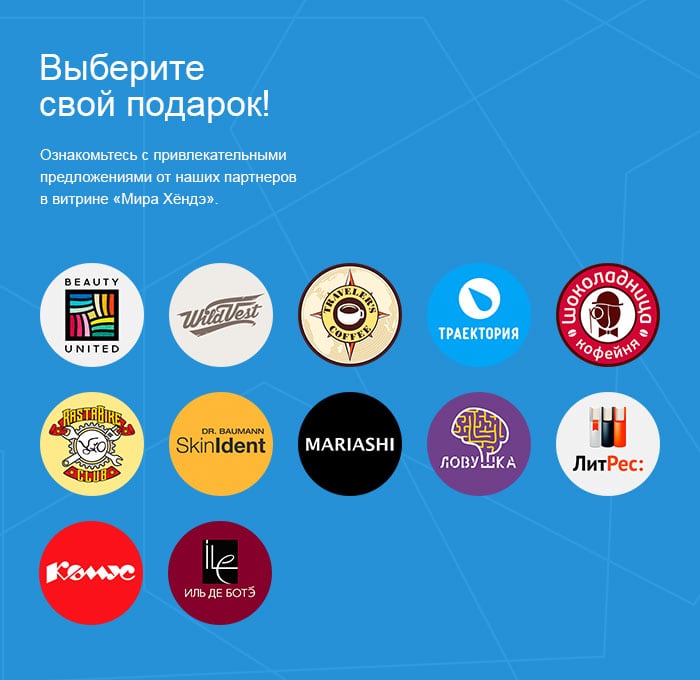 Выберите
свой подарок!
Ознакомьтесь с привлекательными
предложениями от наших партнеров
в витрине «Мира Хёндэ».
BEAUTY
UNITED
WildVest
TRAVELER'S
COFFEE
ТРАЕКТОРИЯ
Шоколадница
кофейня
RASTABIKE
CLUB
DR. BAUMANN
SkinIdent
MARIASHI
ЛОВУШКА
ЛитРес:
Комус
iLe
ИЛЬ ДЕ БОТЭ